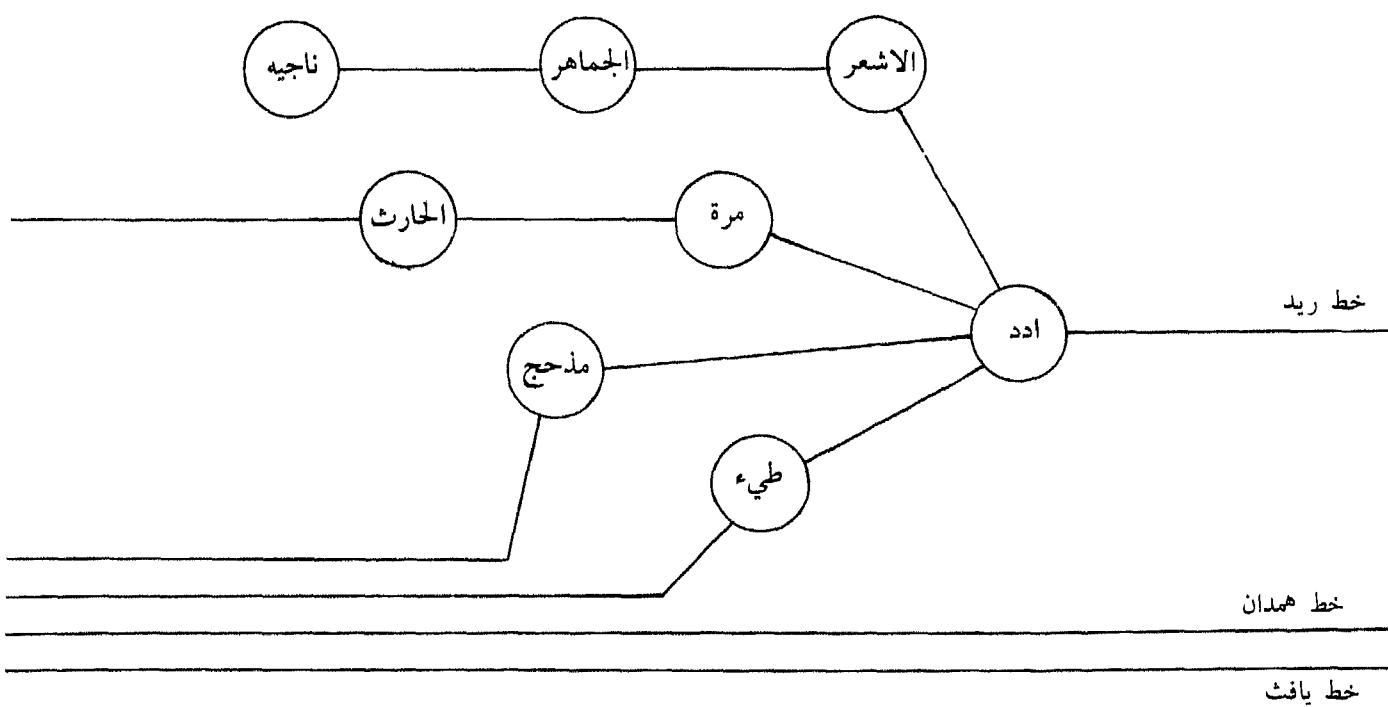 الاشعر
الجماهر
ناجيه
مرة
الحارث
خط ريد
ادد
مذحج
طيء
خط همدان
خط يافث